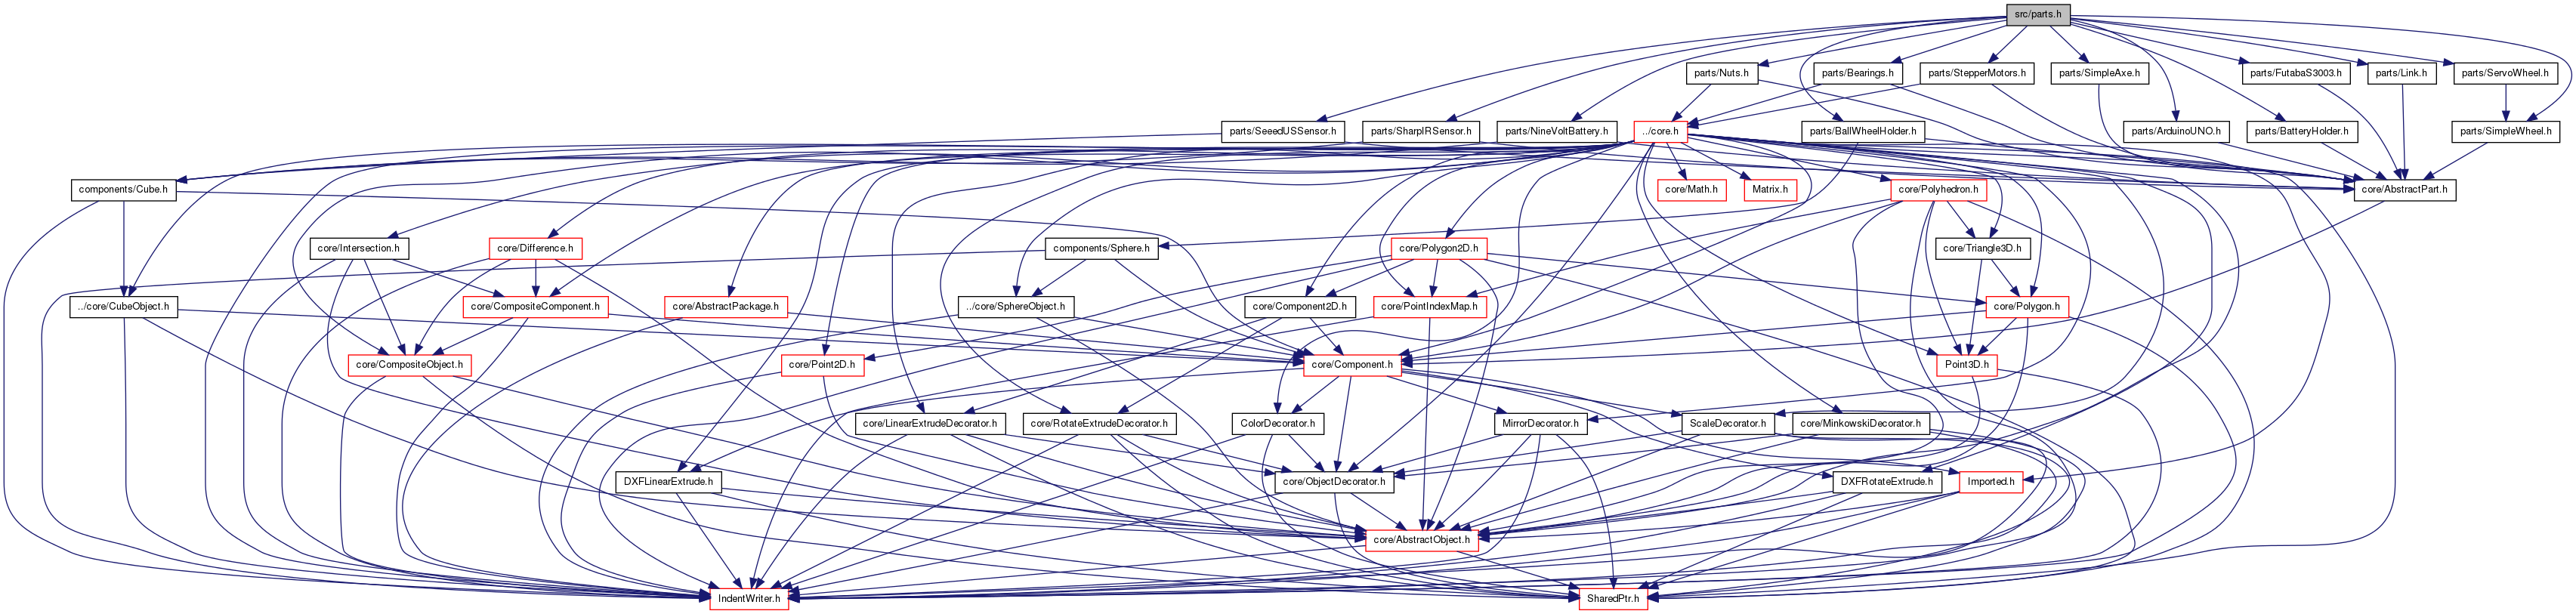 src/parts.h
parts/Nuts.h
parts/Bearings.h
parts/StepperMotors.h
parts/SimpleAxe.h
parts/FutabaS3003.h
parts/Link.h
parts/ServoWheel.h
parts/SeeedUSSensor.h
parts/SharpIRSensor.h
parts/NineVoltBattery.h
../core.h
parts/BallWheelHolder.h
parts/ArduinoUNO.h
parts/BatteryHolder.h
parts/SimpleWheel.h
components/Cube.h
core/Math.h
Matrix.h
core/Polyhedron.h
core/AbstractPart.h
core/Intersection.h
core/Difference.h
components/Sphere.h
core/Polygon2D.h
core/Triangle3D.h
../core/CubeObject.h
core/CompositeComponent.h
core/AbstractPackage.h
../core/SphereObject.h
core/Component2D.h
core/PointIndexMap.h
core/Polygon.h
core/CompositeObject.h
core/Point2D.h
core/Component.h
Point3D.h
core/LinearExtrudeDecorator.h
core/RotateExtrudeDecorator.h
ColorDecorator.h
MirrorDecorator.h
ScaleDecorator.h
core/MinkowskiDecorator.h
DXFLinearExtrude.h
core/ObjectDecorator.h
DXFRotateExtrude.h
Imported.h
core/AbstractObject.h
IndentWriter.h
SharedPtr.h